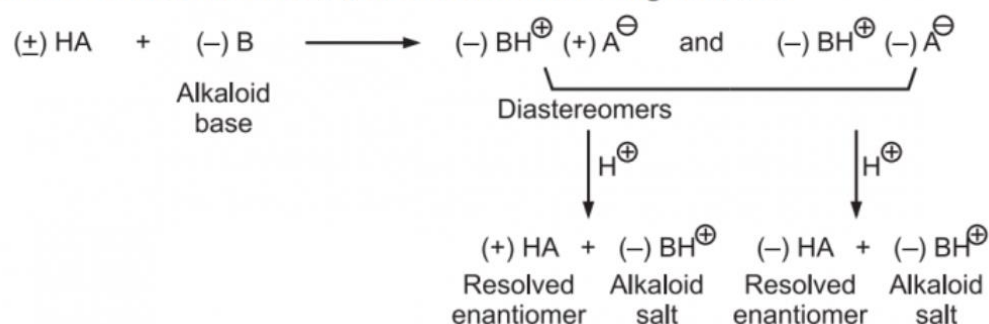 (±) HA + (–) B ⟶ (–) BH⊕ (+) A⊖ and (–) BH⊕ (–) A⊖
Alkaloid
base
Diastereomers
H⊕ H⊕
(+) HA + (–) BH⊕ (–) HA + (–) BH⊕
Resolved Alkaloid Resolved Alkaloid
enantiomer salt enantiomer salt